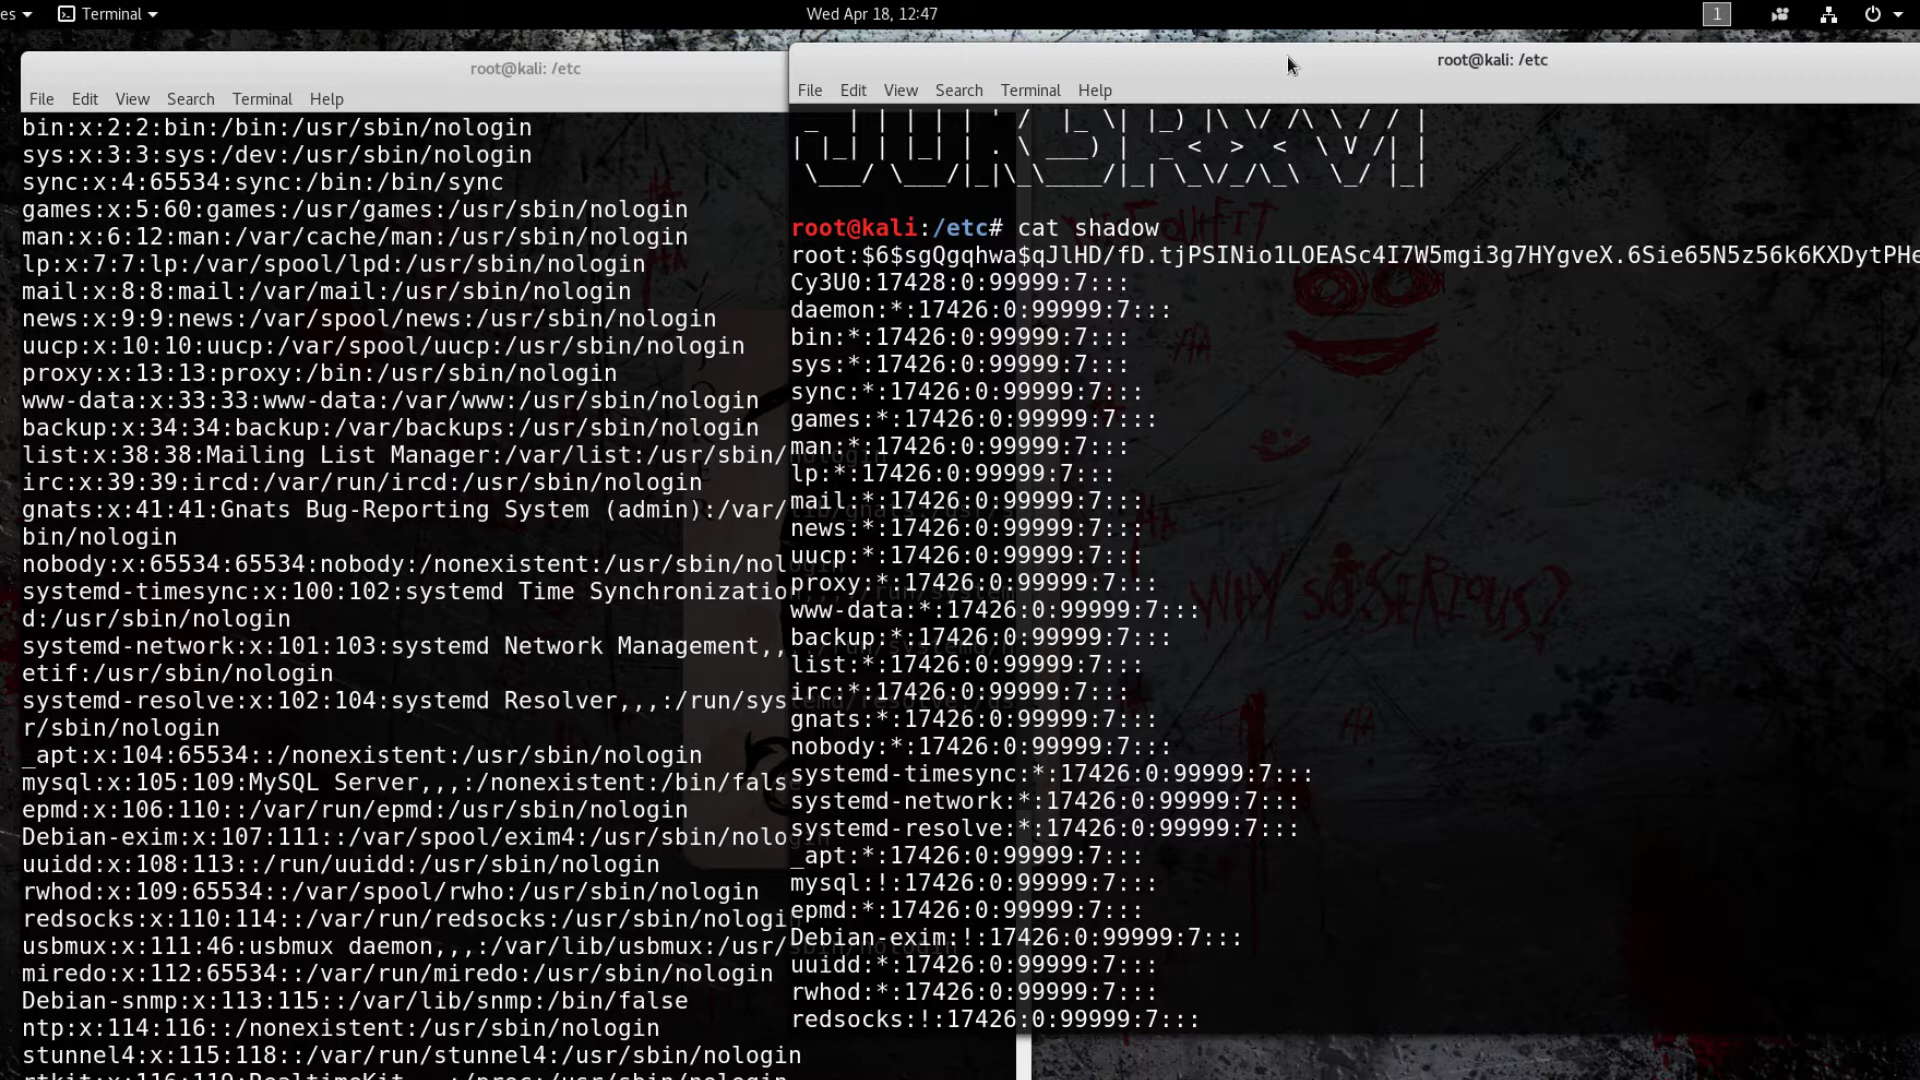 es Terminal Wed Apr 18, 12:47 1
root@kali: /etc
File Edit View Search Terminal Help
bin:x:2:2:bin:/bin:/usr/sbin/nologin
sys:x:3:3:sys:/dev:/usr/sbin/nologin
sync:x:4:65534:sync:/bin:/bin/sync
games:x:5:60:games:/usr/games:/usr/sbin/nologin
man:x:6:12:man:/var/cache/man:/usr/sbin/nologin
lp:x:7:7:lp:/var/spool/lpd:/usr/sbin/nologin
mail:x:8:8:mail:/var/mail:/usr/sbin/nologin
news:x:9:9:news:/var/spool/news:/usr/sbin/nologin
uucp:x:10:10:uucp:/var/spool/uucp:/usr/sbin/nologin
proxy:x:13:13:proxy:/bin:/usr/sbin/nologin
www-data:x:33:33:www-data:/var/www:/usr/sbin/nologin
backup:x:34:34:backup:/var/backups:/usr/sbin/nologin
list:x:38:38:Mailing List Manager:/var/list:/usr/sbin/
irc:x:39:39:ircd:/var/run/ircd:/usr/sbin/nologin
gnats:x:41:41:Gnats Bug-Reporting System (admin):/var/
bin/nologin
nobody:x:65534:65534:nobody:/nonexistent:/usr/sbin/nol
systemd-timesync:x:100:102:systemd Time Synchronizatio
d:/usr/sbin/nologin
systemd-network:x:101:103:systemd Network Management,,
etif:/usr/sbin/nologin
systemd-resolve:x:102:104:systemd Resolver,,,:/run/sys
r/sbin/nologin
_apt:x:104:65534::/nonexistent:/usr/sbin/nologin
mysql:x:105:109:MySQL Server,,,:/nonexistent:/bin/fals
epmd:x:106:110::/var/run/epmd:/usr/sbin/nologin
Debian-exim:x:107:111::/var/spool/exim4:/usr/sbin/nolo
uuidd:x:108:113::/run/uuidd:/usr/sbin/nologin
rwhod:x:109:65534::/var/spool/rwho:/usr/sbin/nologin
redsocks:x:110:114::/var/run/redsocks:/usr/sbin/nologi
usbmux:x:111:46:usbmux daemon,,,:/var/lib/usbmux:/usr/
miredo:x:112:65534::/var/run/miredo:/usr/sbin/nologin
Debian-snmp:x:113:115::/var/lib/snmp:/bin/false
ntp:x:114:116::/nonexistent:/usr/sbin/nologin
stunnel4:x:115:118::/var/run/stunnel4:/usr/sbin/nologin
root@kali: /etc
File Edit View Search Terminal Help
root@kali:/etc# cat shadow
root:$6$sgQgqhwa$qJlHD/fD.tjPSINio1LOEASc4I7W5mgi3g7HYgveX.6Sie65N5z56k6KXDytPHe
Cy3U0:17428:0:99999:7:::
daemon:*:17426:0:99999:7:::
bin:*:17426:0:99999:7:::
sys:*:17426:0:99999:7:::
sync:*:17426:0:99999:7:::
games:*:17426:0:99999:7:::
man:*:17426:0:99999:7:::
lp:*:17426:0:99999:7:::
mail:*:17426:0:99999:7:::
news:*:17426:0:99999:7:::
uucp:*:17426:0:99999:7:::
proxy:*:17426:0:99999:7:::
www-data:*:17426:0:99999:7:::
backup:*:17426:0:99999:7:::
list:*:17426:0:99999:7:::
irc:*:17426:0:99999:7:::
gnats:*:17426:0:99999:7:::
nobody:*:17426:0:99999:7:::
systemd-timesync:*:17426:0:99999:7:::
systemd-network:*:17426:0:99999:7:::
systemd-resolve:*:17426:0:99999:7:::
_apt:*:17426:0:99999:7:::
mysql:!:17426:0:99999:7:::
epmd:*:17426:0:99999:7:::
Debian-exim:!:17426:0:99999:7:::
uuidd:*:17426:0:99999:7:::
rwhod:*:17426:0:99999:7:::
redsocks:!:17426:0:99999:7:::
HA
HA
WHY SO SERIOUS?
HA